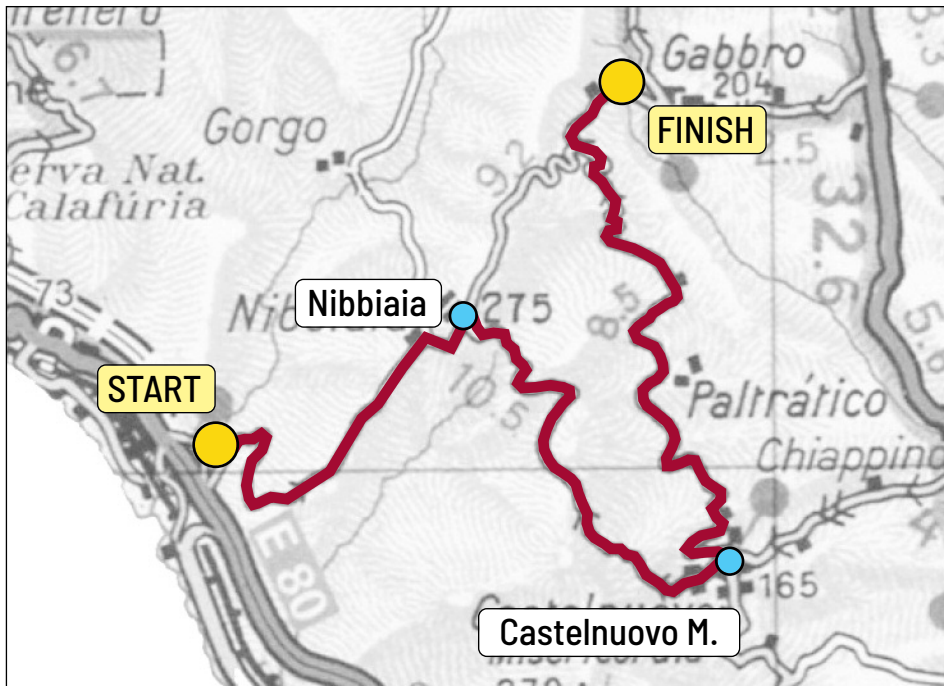 Gabbro
204
FINISH
2.5
Gorgo
erva Nat.
Calafúria
9.2
32.6
73
Nibbiaia
275
8.5
START
10.5
Paltrático
5.6
Chiappino
E 80
165
Castelnuovo M.